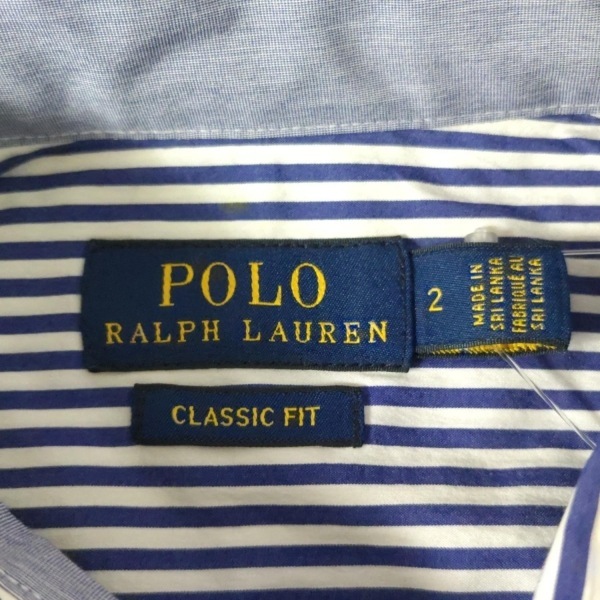 POLO
RALPH LAUREN
2
MADE IN
SRI LANKA
FABRIQUÉ AU
SRI LANKA
CLASSIC FIT